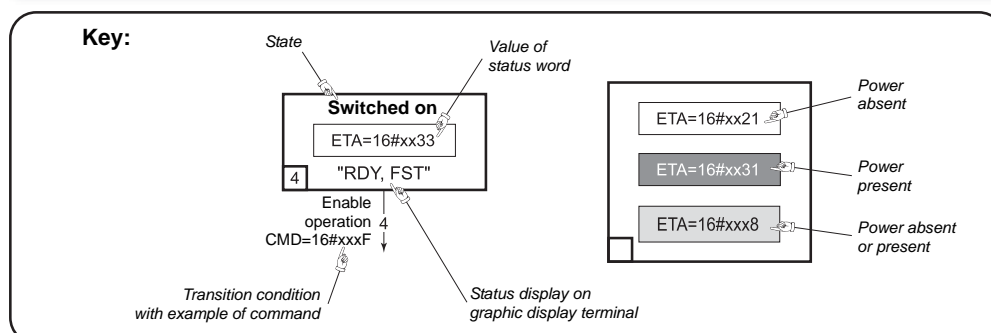 Key:
State
Value of
status word
Switched on
ETA=16#xx33
4
"RDY, FST"
Enable
operation
4
CMD=16#xxxF
Transition condition
with example of command
Status display on
graphic display terminal
ETA=16#xx21
Power
absent
ETA=16#xx31
Power
present
ETA=16#xxx8
Power absent
or present